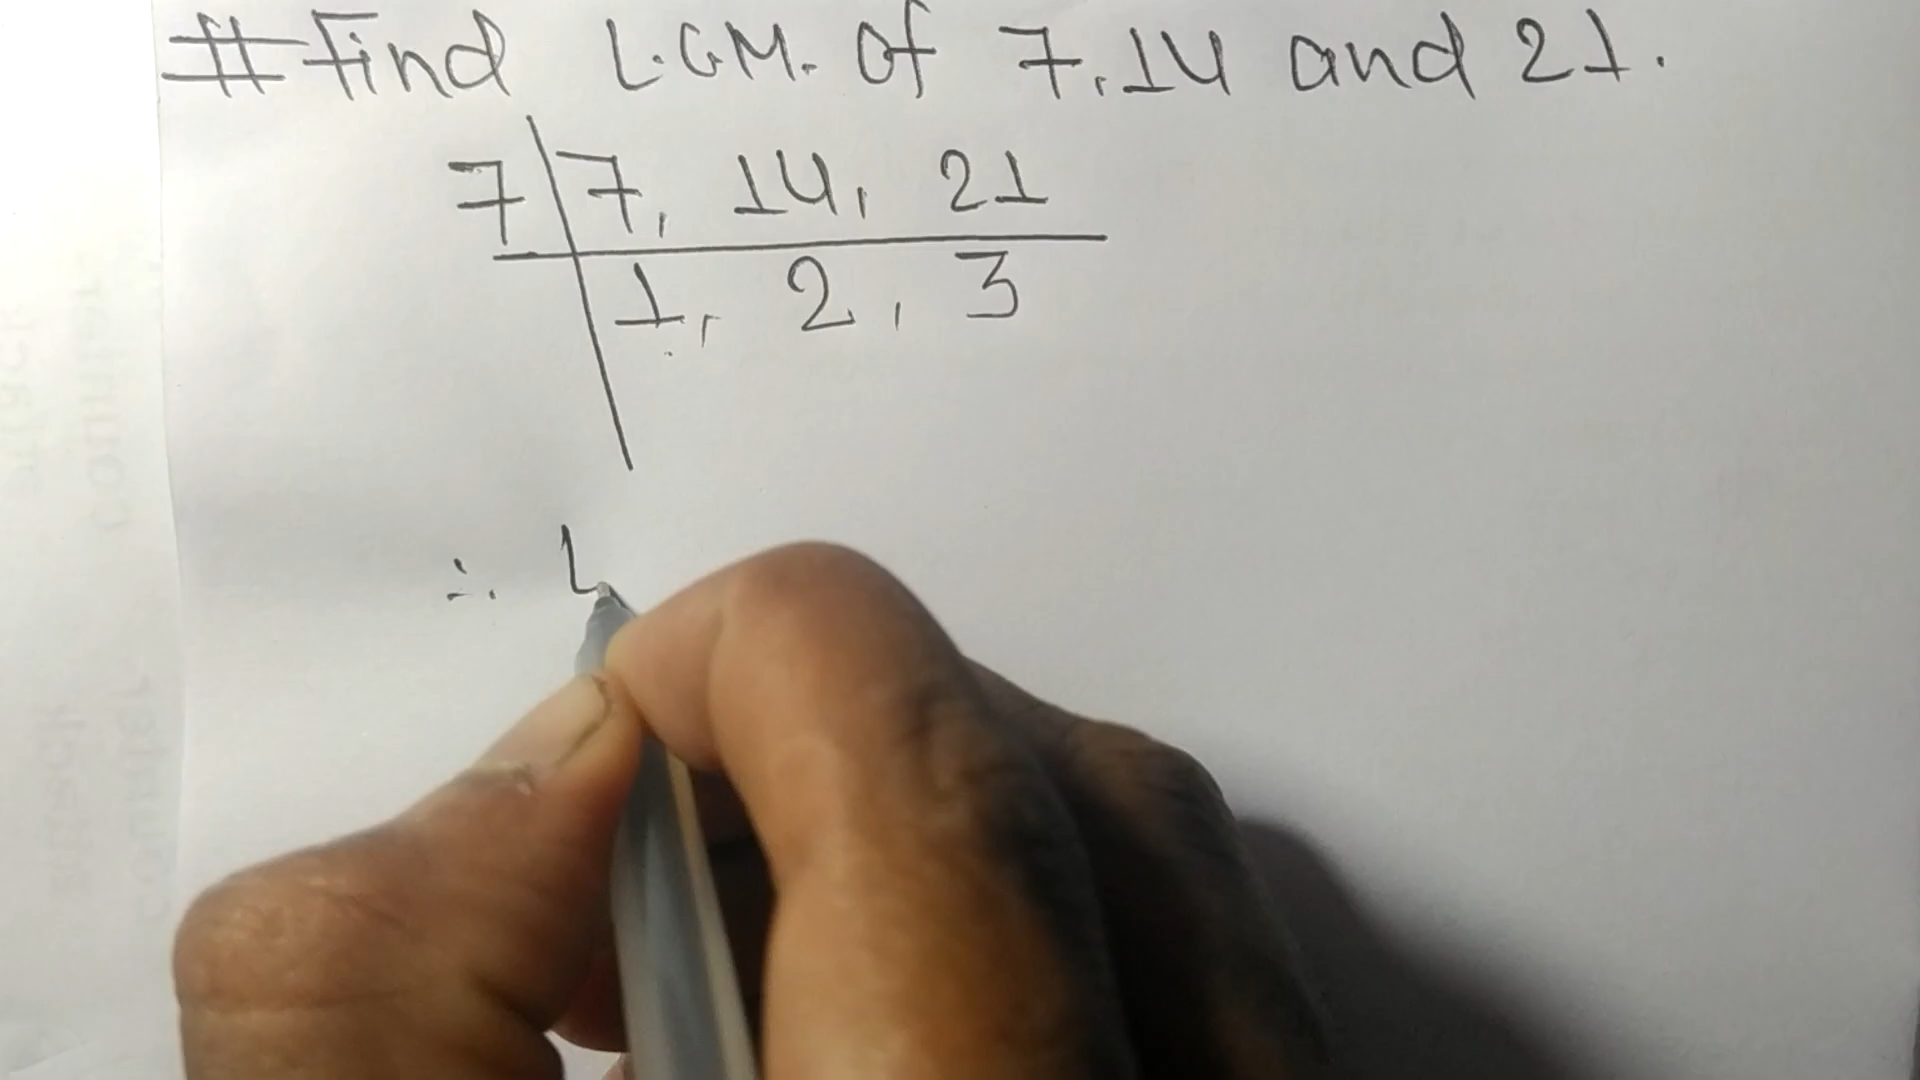 # Find L.C.M. of 7, 14 and 21.
7 | 7, 14, 21
1, 2, 3
∴ L